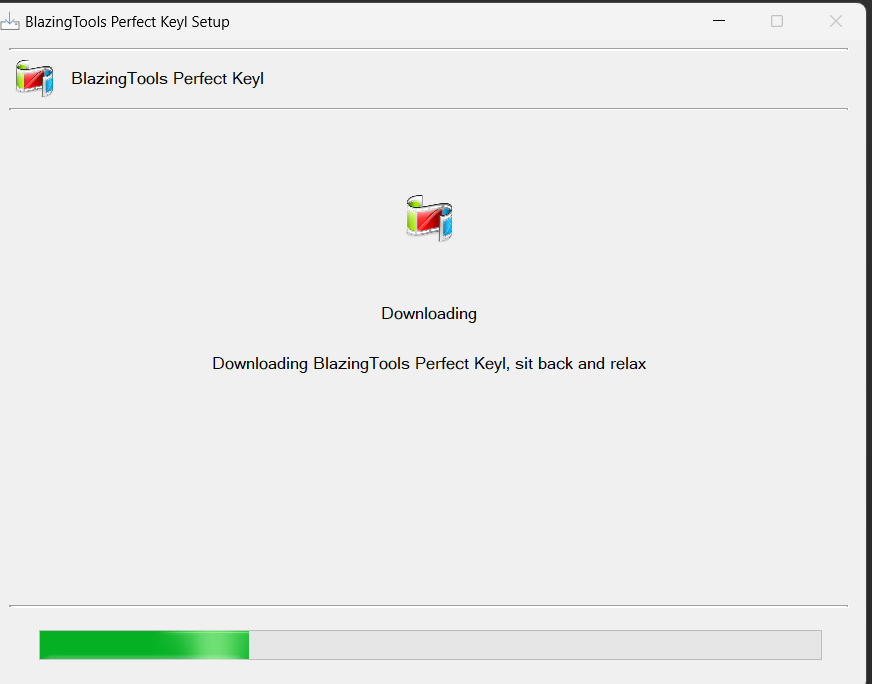 BlazingTools Perfect Keyl Setup
BlazingTools Perfect Keyl
Downloading
Downloading BlazingTools Perfect Keyl, sit back and relax